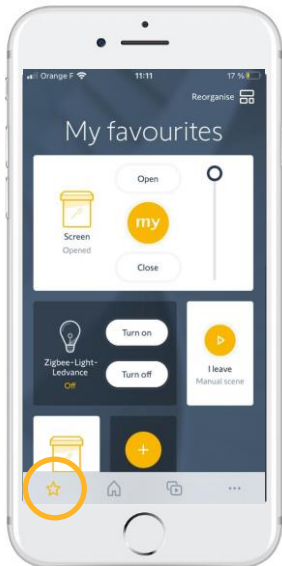 Orange F 11:11 17 %
Reorganise
My favourites
Open
my
Screen
Opened
Close
Turn on
Zigbee-Light-
Ledvance
Off
Turn off
I leave
Manual scene